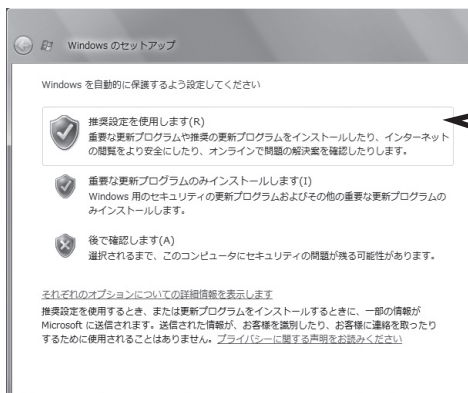 Windows のセットアップ
Windows を自動的に保護するよう設定してください
推奨設定を使用します(R)
重要な更新プログラムや推奨の更新プログラムをインストールしたり、インターネット
の閲覧をより安全にしたり、オンラインで問題の解決策を確認したりします。
重要な更新プログラムのみインストールします(I)
Windows 用のセキュリティの更新プログラムおよびその他の重要な更新プログラムの
みインストールします。
後で確認します(A)
選択されるまで、このコンピュータにセキュリティの問題が残る可能性があります。
それぞれのオプションについての詳細情報を表示します
推奨設定を使用するとき、または更新プログラムをインストールするときに、一部の情報が
Microsoft に送信されます。送信された情報が、お客様を識別したり、お客様に連絡を取ったり
するために使用されることはありません。プライバシーに関する声明をお読みください